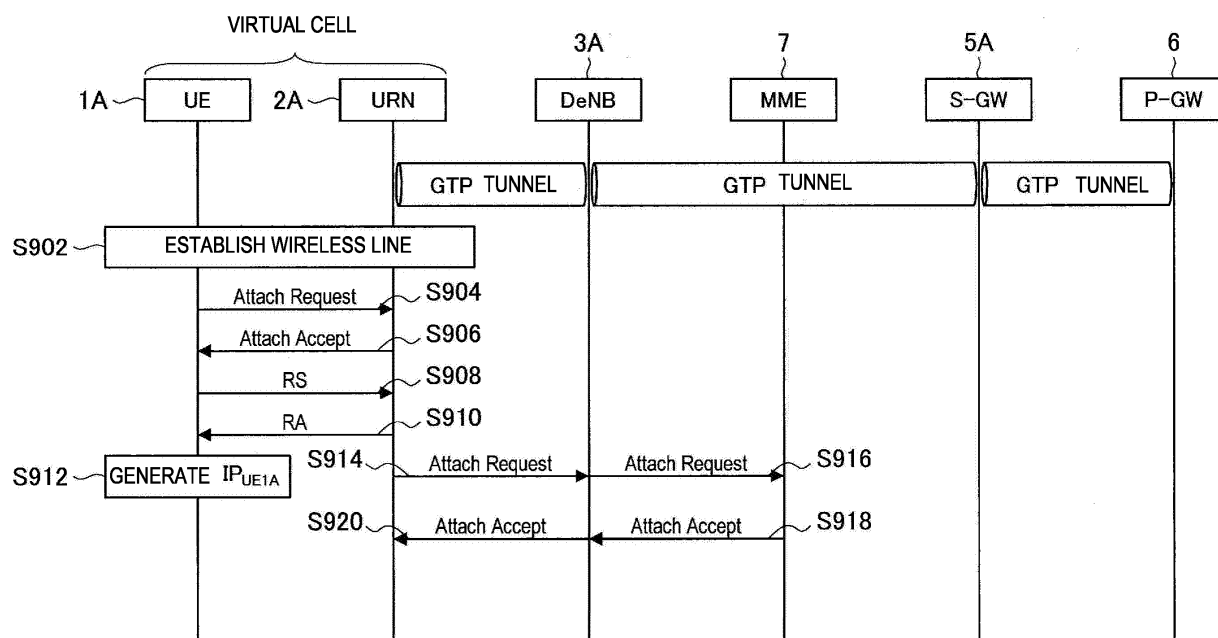 VIRTUAL CELL
3A
7
5A
6
1A
UE
2A
URN
DeNB
MME
S-GW
P-GW
GTP TUNNEL
GTP TUNNEL
GTP TUNNEL
S902
ESTABLISH WIRELESS LINE
Attach Request
S904
Attach Accept
S906
RS
S908
RA
S910
S912
GENERATE IPUE1A
S914
Attach Request
Attach Request
S916
S920
Attach Accept
Attach Accept
S918